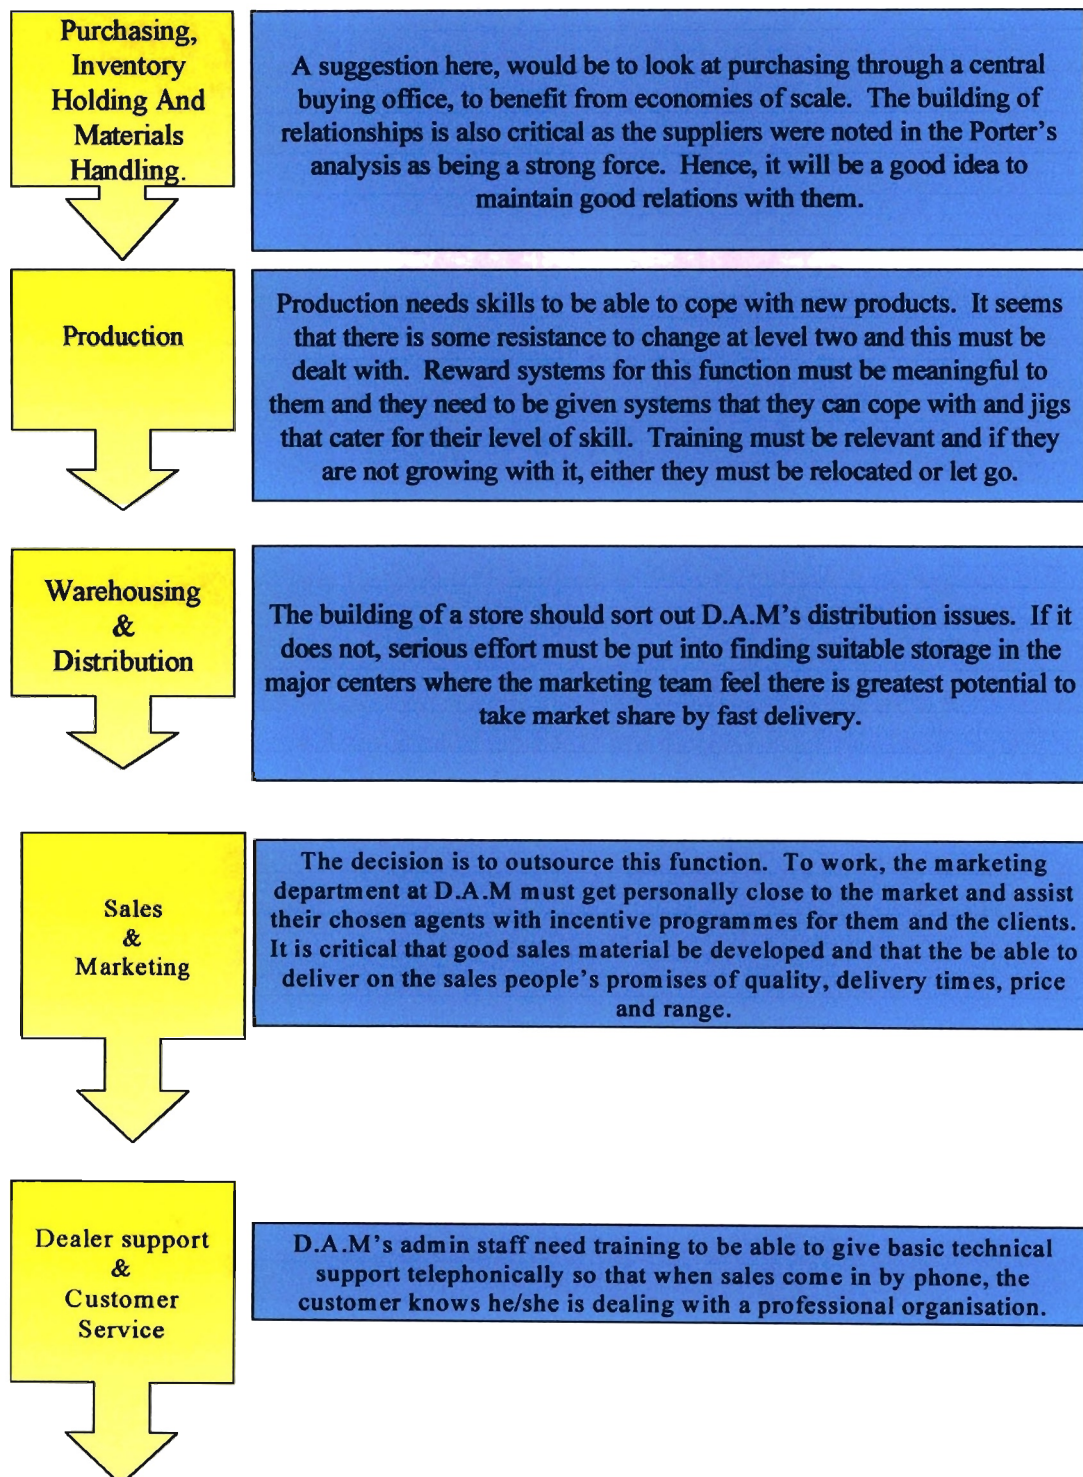 Purchasing,
Inventory
Holding And
Materials
Handling.
A suggestion here, would be to look at purchasing through a central
buying office, to benefit from economies of scale. The building of
relationships is also critical as the suppliers were noted in the Porter's
analysis as being a strong force. Hence, it will be a good idea to
maintain good relations with them.
Production
Production needs skills to be able to cope with new products. It seems
that there is some resistance to change at level two and this must be
dealt with. Reward systems for this function must be meaningful to
them and they need to be given systems that they can cope with and jigs
that cater for their level of skill. Training must be relevant and if they
are not growing with it, either they must be relocated or let go.
Warehousing
&
Distribution
The building of a store should sort out D.A.M's distribution issues. If it
does not, serious effort must be put into finding suitable storage in the
major centers where the marketing team feel there is greatest potential to
take market share by fast delivery.
Sales
&
Marketing
The decision is to outsource this function. To work, the marketing
department at D.A.M must get personally close to the market and assist
their chosen agents with incentive programmes for them and the clients.
It is critical that good sales material be developed and that the be able to
deliver on the sales people's promises of quality, delivery times, price
and range.
Dealer support
&
Customer
Service
D.A.M's admin staff need training to be able to give basic technical
support telephonically so that when sales come in by phone, the
customer knows he/she is dealing with a professional organisation.